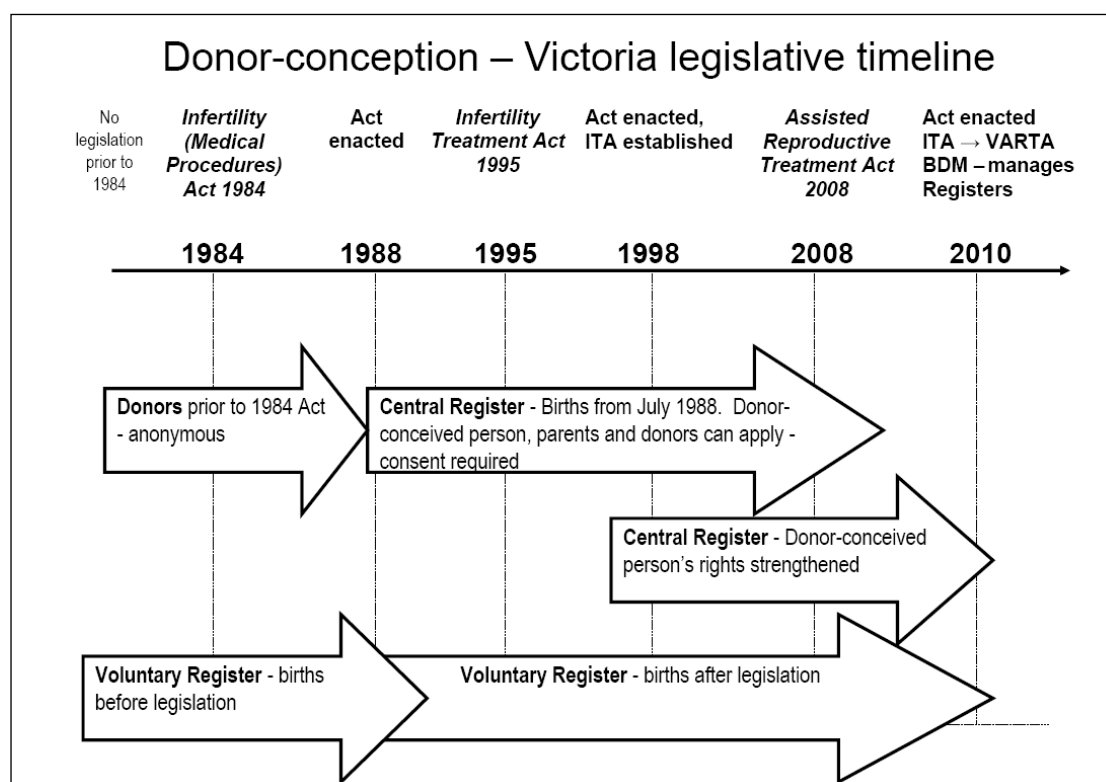 Donor-conception – Victoria legislative timeline
No
legislation
prior to
1984
Infertility
(Medical
Procedures)
Act 1984
Act
enacted
Infertility
Treatment Act
1995
Act enacted,
ITA established
Assisted
Reproductive
Treatment Act
2008
Act enacted
ITA → VARTA
BDM – manages
Registers
1984
1988
1995
1998
2008
2010
Donors prior to 1984 Act
- anonymous
Central Register - Births from July 1988. Donor-
conceived person, parents and donors can apply -
consent required
Central Register - Donor-conceived
person's rights strengthened
Voluntary Register - births
before legislation
Voluntary Register - births after legislation